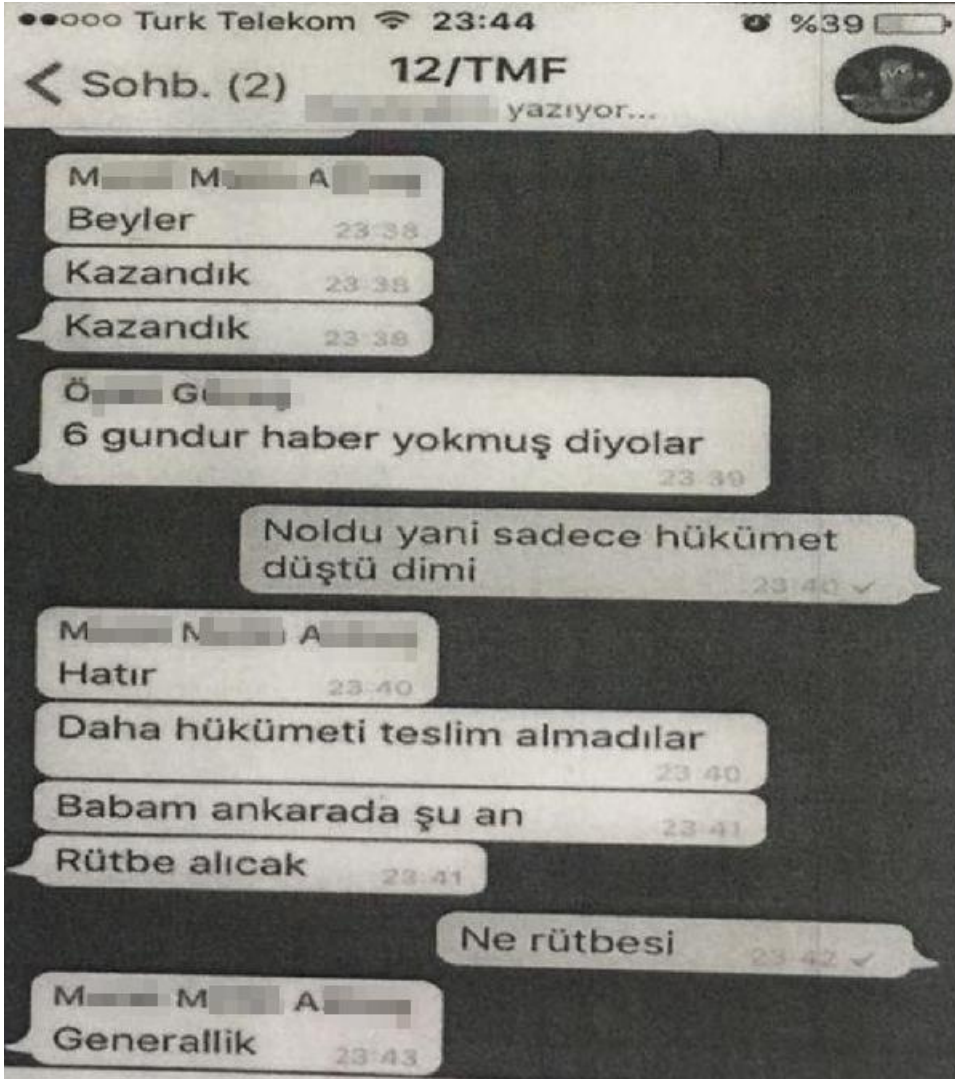 Turk Telekom 23:44 %39
Sohb. (2) 12/TMF
yazıyor...
M M A
Beyler 23:38
Kazandık 23:38
Kazandık 23:38
Ö G
6 gundur haber yokmuş diyolar
23:39
Noldu yani sadece hükümet
düştü dimi 23:40
M M A
Hatır 23:40
Daha hükümeti teslim almadılar
23:40
Babam ankarada şu an 23:41
Rütbe alıcak 23:41
Ne rütbesi 23:42
M M A
Generallik 23:43